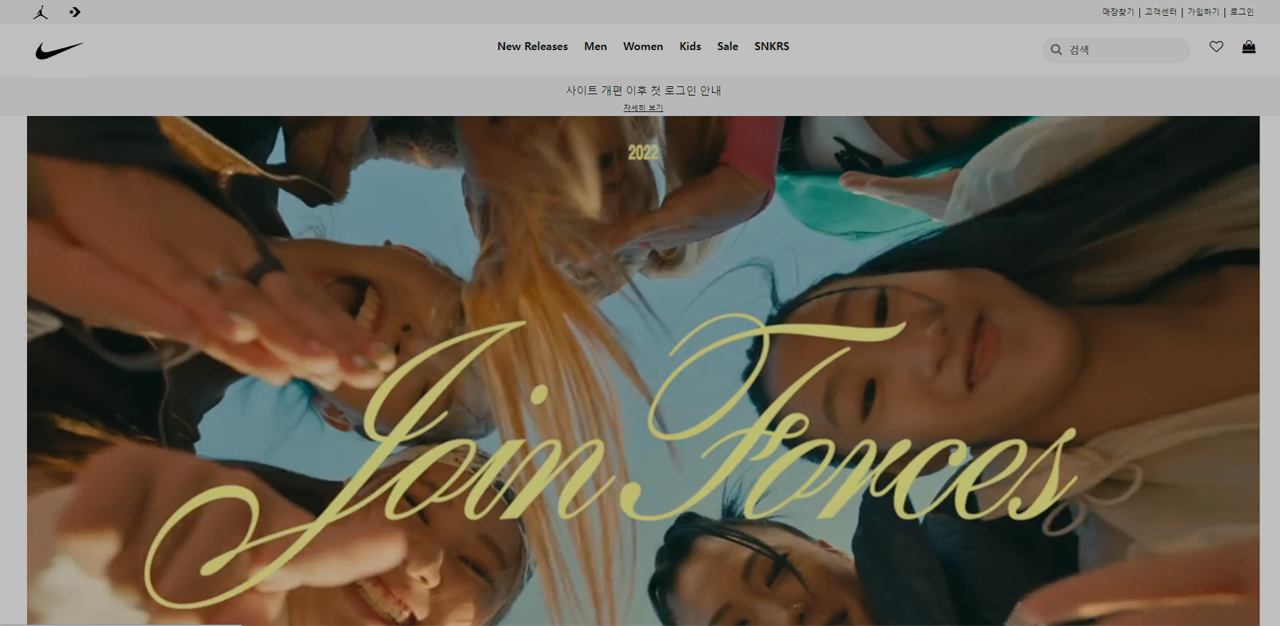 매장찾기 | 고객센터 | 가입하기 | 로그인
New Releases Men Women Kids Sale SNKRS
검색
사이트 개편 이후 첫 로그인 안내
자세히 보기
2022
Join Forces